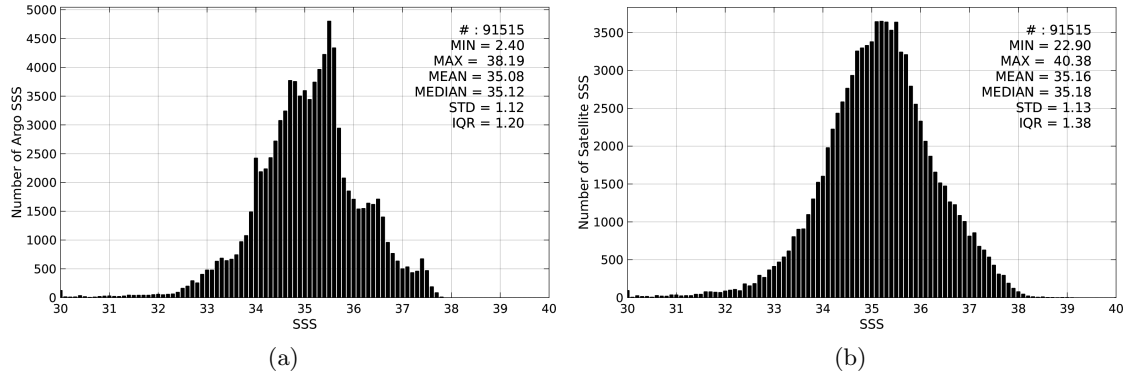 5000
4500
4000
3500
3000
2500
2000
1500
1000
500
0
Number of Argo SSS
# : 91515
MIN = 2.40
MAX = 38.19
MEAN = 35.08
MEDIAN = 35.12
STD = 1.12
IQR = 1.20
30 31 32 33 34 35 36 37 38 39 40
SSS
(a)
3500
3000
2500
2000
1500
1000
500
0
Number of Satellite SSS
# : 91515
MIN = 22.90
MAX = 40.38
MEAN = 35.16
MEDIAN = 35.18
STD = 1.13
IQR = 1.38
30 31 32 33 34 35 36 37 38 39 40
SSS
(b)